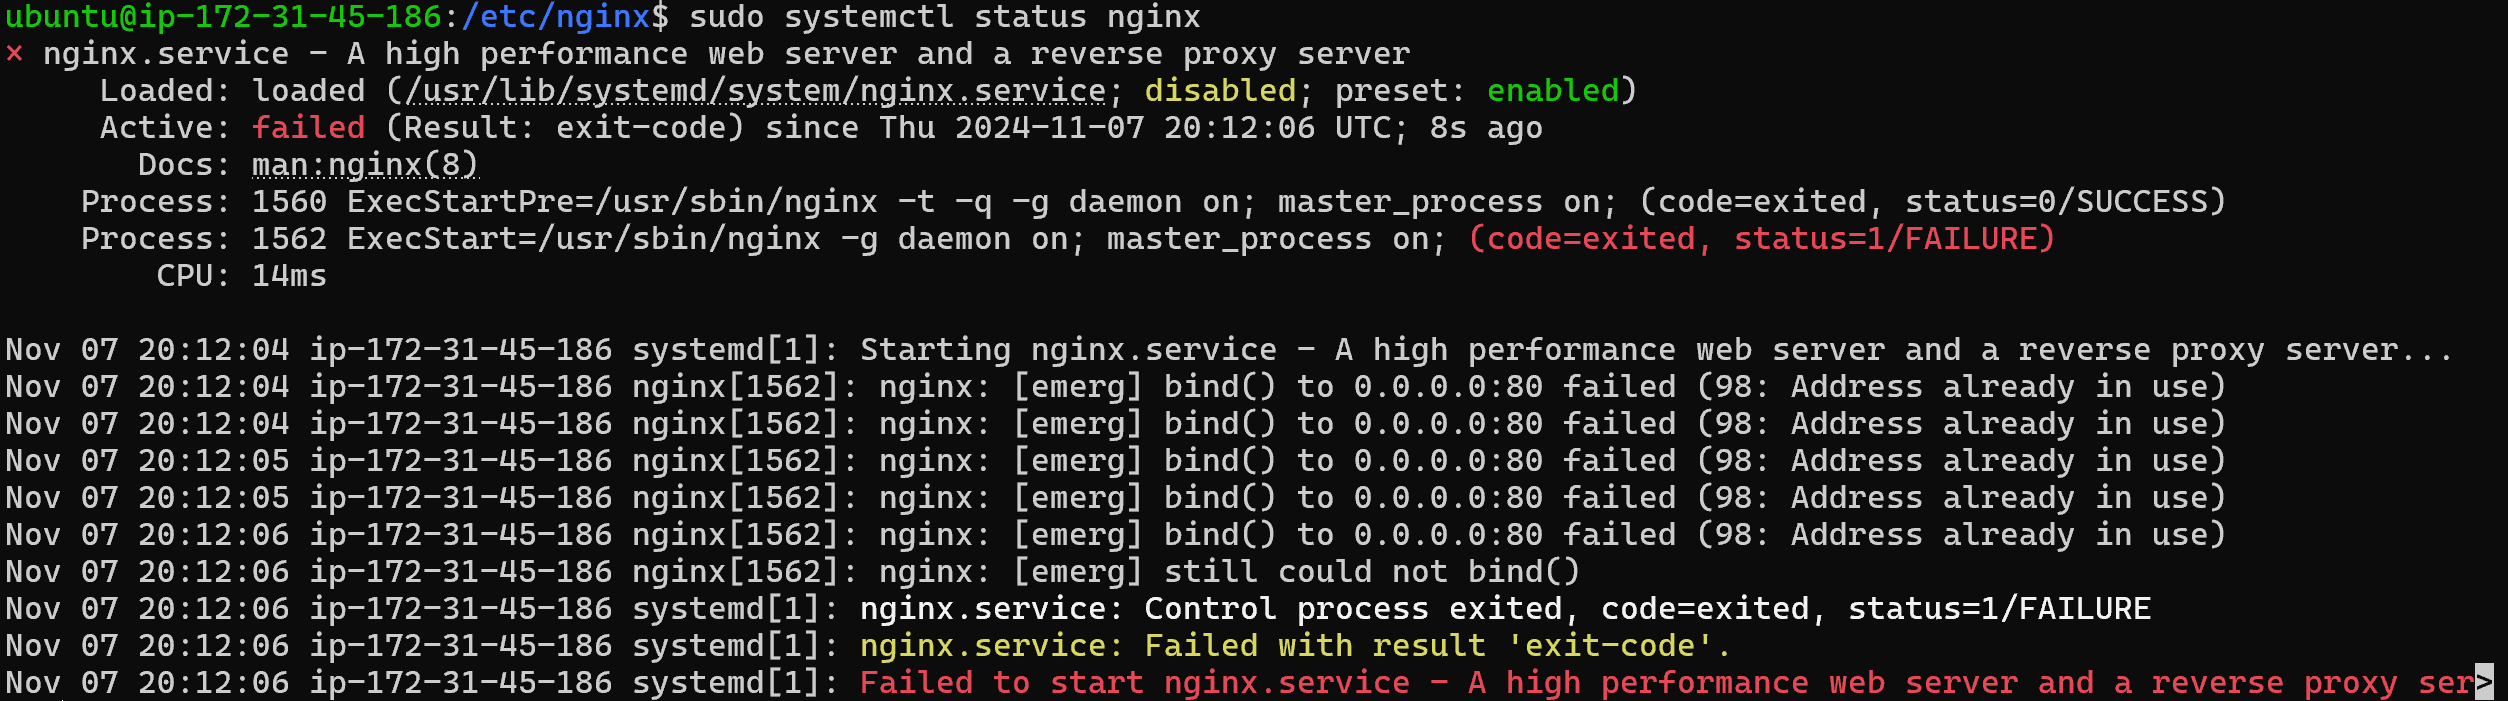 ubuntu@ip-172-31-45-186:/etc/nginx$ sudo systemctl status nginx
× nginx.service - A high performance web server and a reverse proxy server
     Loaded: loaded (/usr/lib/systemd/system/nginx.service; disabled; preset: enabled)
     Active: failed (Result: exit-code) since Thu 2024-11-07 20:12:06 UTC; 8s ago
       Docs: man:nginx(8)
    Process: 1560 ExecStartPre=/usr/sbin/nginx -t -q -g daemon on; master_process on; (code=exited, status=0/SUCCESS)
    Process: 1562 ExecStart=/usr/sbin/nginx -g daemon on; master_process on; (code=exited, status=1/FAILURE)
        CPU: 14ms

Nov 07 20:12:04 ip-172-31-45-186 systemd[1]: Starting nginx.service - A high performance web server and a reverse proxy server...
Nov 07 20:12:04 ip-172-31-45-186 nginx[1562]: nginx: [emerg] bind() to 0.0.0.0:80 failed (98: Address already in use)
Nov 07 20:12:04 ip-172-31-45-186 nginx[1562]: nginx: [emerg] bind() to 0.0.0.0:80 failed (98: Address already in use)
Nov 07 20:12:05 ip-172-31-45-186 nginx[1562]: nginx: [emerg] bind() to 0.0.0.0:80 failed (98: Address already in use)
Nov 07 20:12:05 ip-172-31-45-186 nginx[1562]: nginx: [emerg] bind() to 0.0.0.0:80 failed (98: Address already in use)
Nov 07 20:12:06 ip-172-31-45-186 nginx[1562]: nginx: [emerg] bind() to 0.0.0.0:80 failed (98: Address already in use)
Nov 07 20:12:06 ip-172-31-45-186 nginx[1562]: nginx: [emerg] still could not bind()
Nov 07 20:12:06 ip-172-31-45-186 systemd[1]: nginx.service: Control process exited, code=exited, status=1/FAILURE
Nov 07 20:12:06 ip-172-31-45-186 systemd[1]: nginx.service: Failed with result 'exit-code'.
Nov 07 20:12:06 ip-172-31-45-186 systemd[1]: Failed to start nginx.service - A high performance web server and a reverse proxy ser>